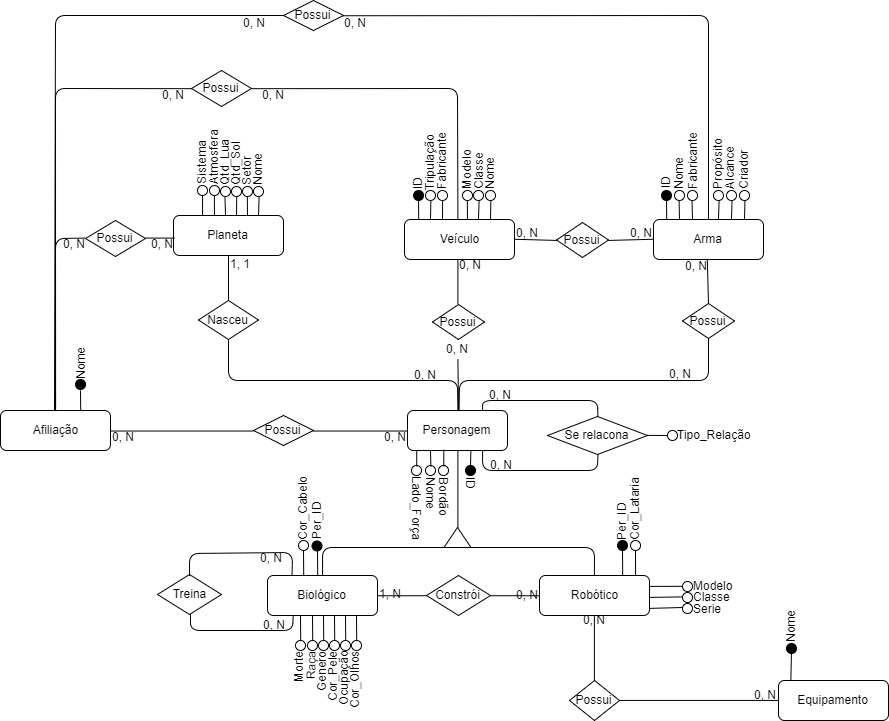 Possui
0, N
0, N
Possui
0, N
0, N
Sistema
Atmosfera
Qtd_Lua
Qtd_Sol
Setor
Nome
ID
Tripulação
Fabricante
Modelo
Classe
Nome
ID
Nome
Fabricante
Propósito
Alcance
Criador
Possui
0, N
0, N
Planeta
1, 1
Veículo
0, N
0, N
Possui
0, N
Arma
0, N
Nasceu
Possui
0, N
Possui
0, N
0, N
Nome
Afiliação
0, N
Possui
0, N
Personagem
0, N
0, N
Se relacona
Tipo_Relação
Lado_Força
Nome
Bordão
ID
Cor_Cabelo
Per_ID
Per_ID
Cor_Lataria
0, N
Treina
0, N
Biológico
1, N
Constrói
0, N
Robótico
0, N
Modelo
Classe
Serie
Morte
Raça
Genero
Cor_Pele
Ocupação
Cor_Olhos
Nome
Possui
0, N
Equipamento